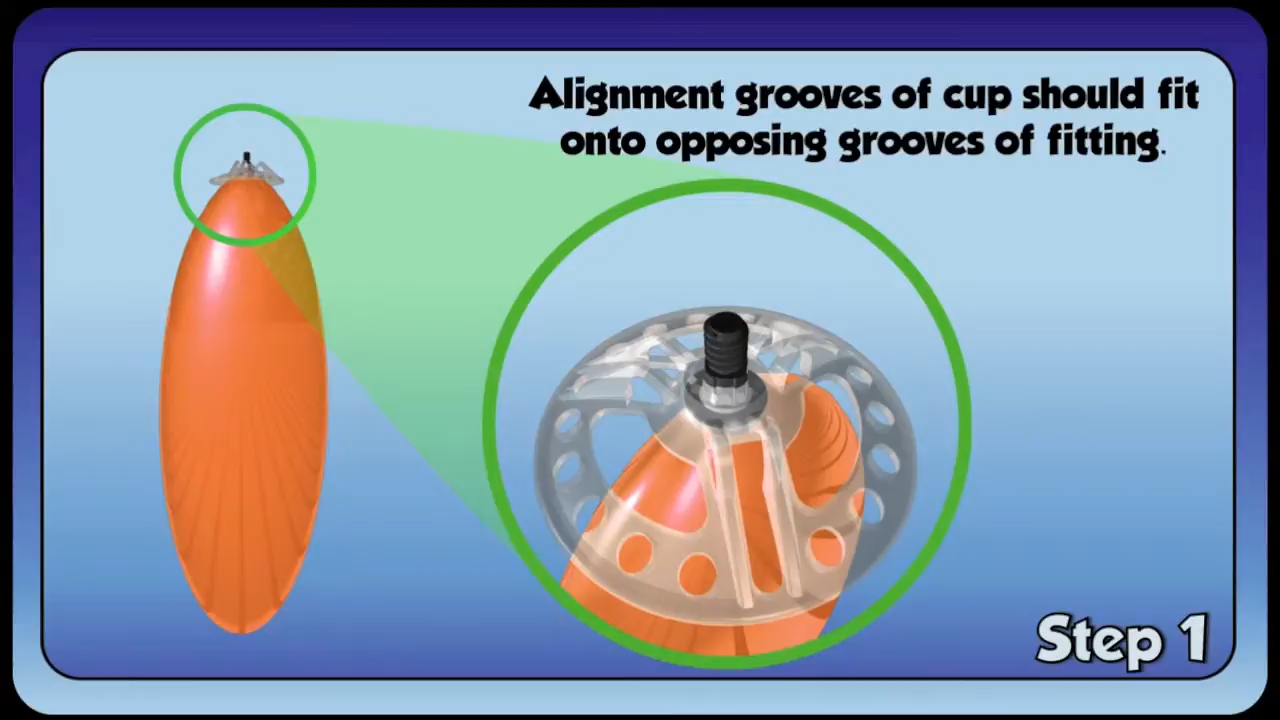 Alignment grooves of cup should fit
onto opposing grooves of fitting.
Step 1